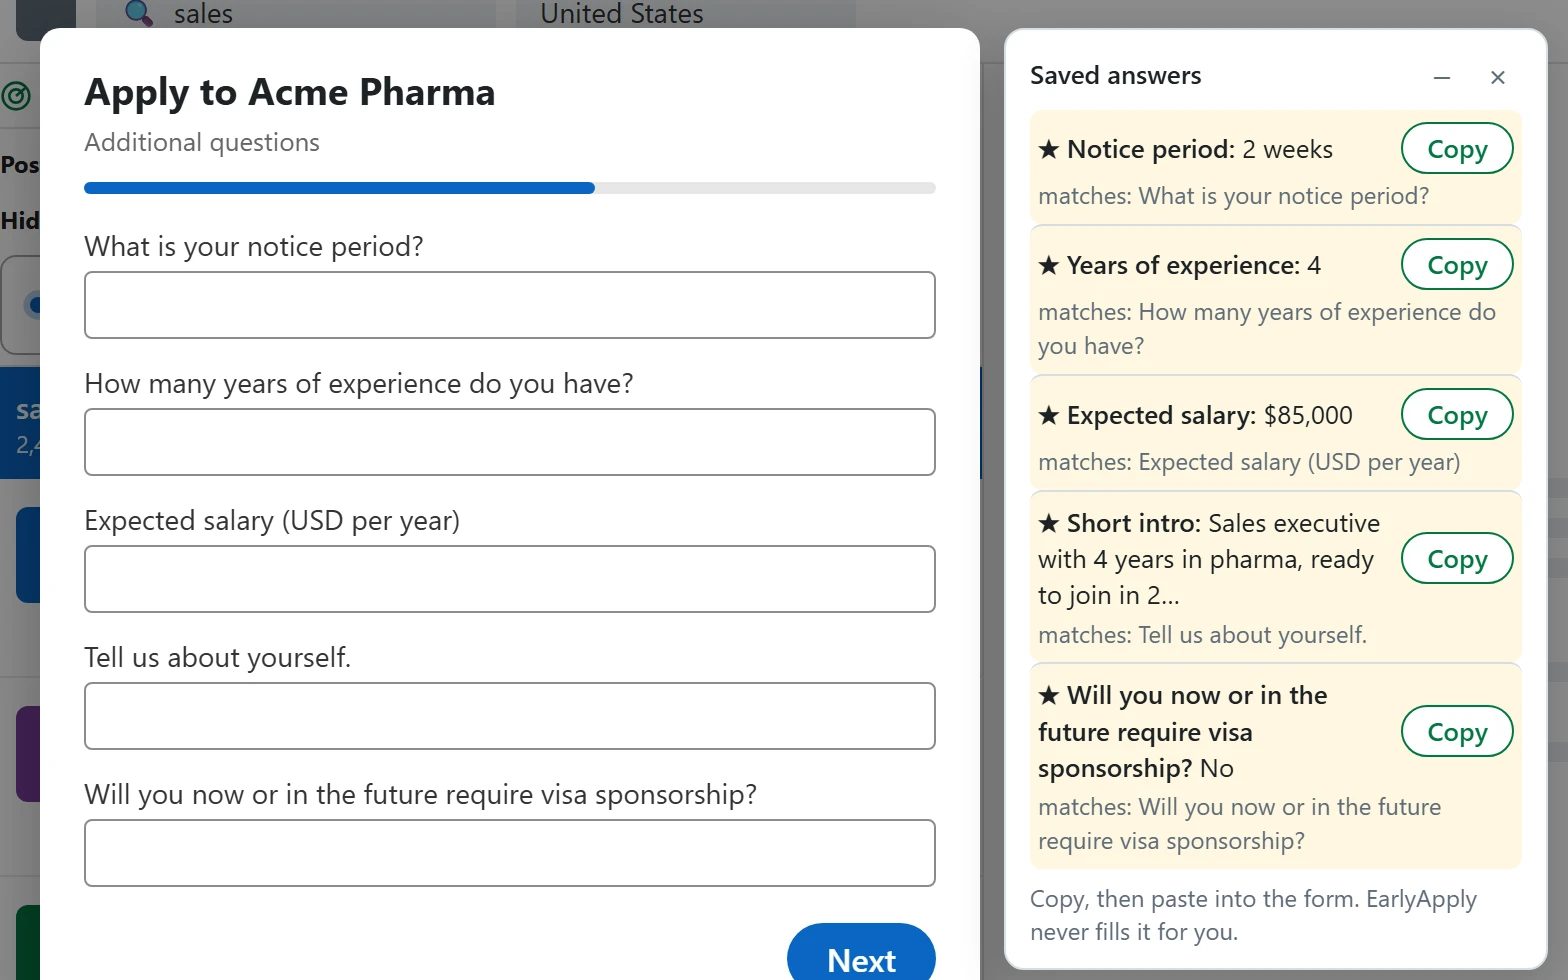 sales
United States
Pos
Hid
sa
2,4
Apply to Acme Pharma
Additional questions
What is your notice period?
How many years of experience do you have?
Expected salary (USD per year)
Tell us about yourself.
Will you now or in the future require visa sponsorship?
Next
Saved answers
★ Notice period: 2 weeks
Copy
matches: What is your notice period?
★ Years of experience: 4
Copy
matches: How many years of experience do
you have?
★ Expected salary: $85,000
Copy
matches: Expected salary (USD per year)
★ Short intro: Sales executive
with 4 years in pharma, ready
to join in 2...
Copy
matches: Tell us about yourself.
★ Will you now or in the
future require visa
sponsorship? No
Copy
matches: Will you now or in the future
require visa sponsorship?
Copy, then paste into the form. EarlyApply
never fills it for you.